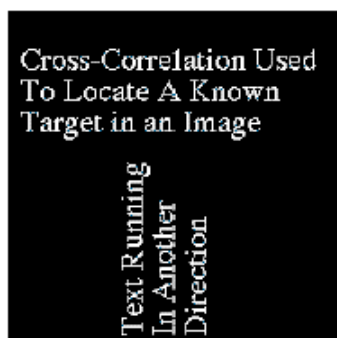 Cross-Correlation Used
To Locate A Known
Target in an Image
Text Running
In Another
Direction